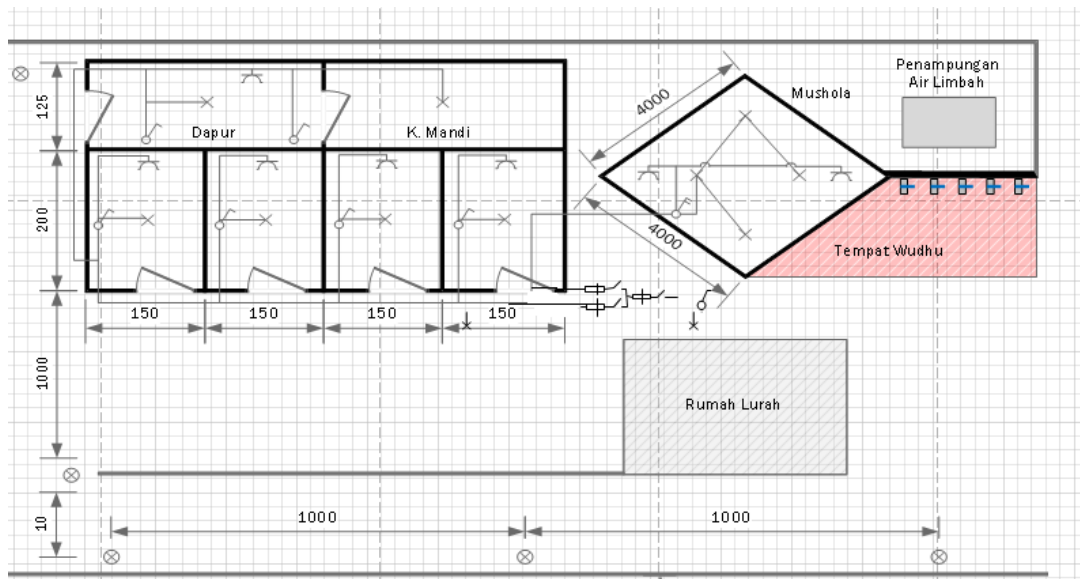 Penampungan
Air Limbah
Mushola
4000
125
Dapur
K. Mandi
200
4000
Tempat Wudhu
150
150
150
150
1000
Rumah Lurah
1000
1000
10